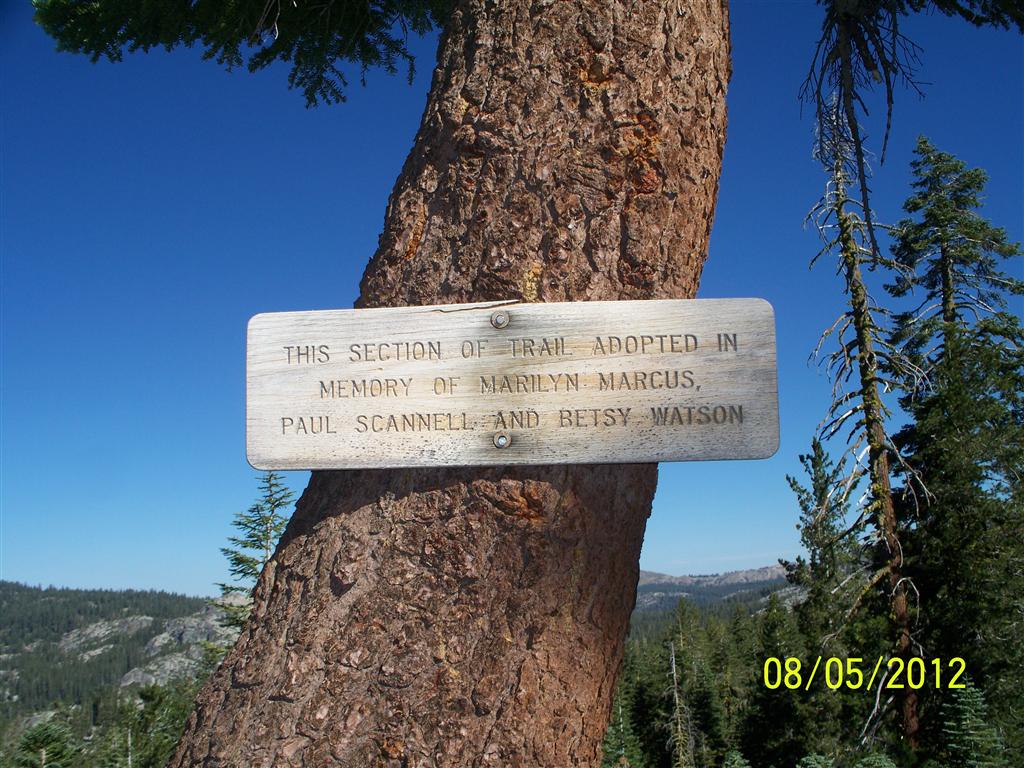 THIS SECTION OF TRAIL ADOPTED IN
MEMORY OF MARILYN MARCUS,
PAUL SCANNELL AND BETSY WATSON
08/05/2012